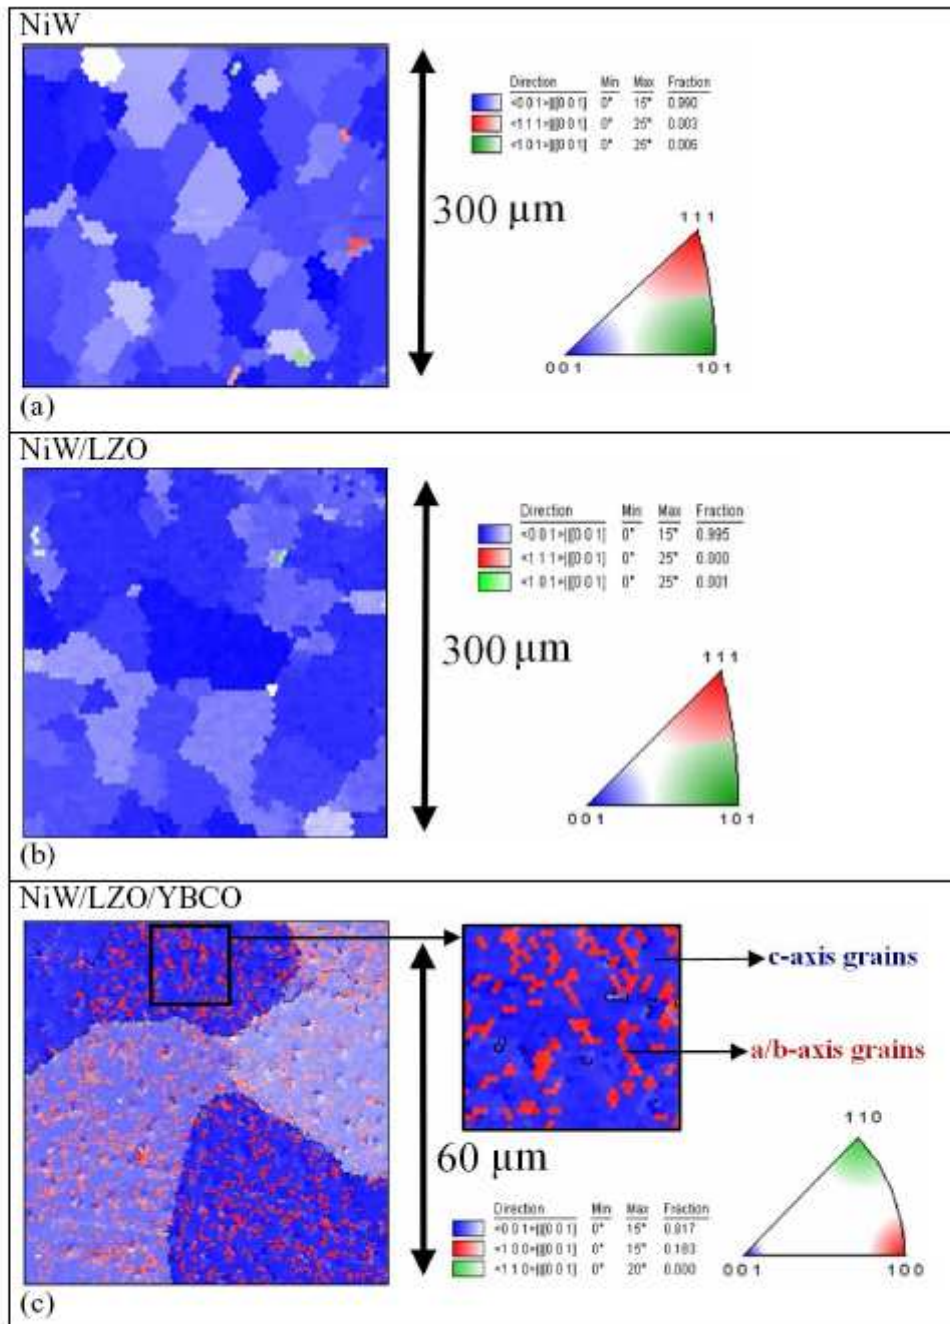 NiW
Direction Min Max Fraction
<0 0 1>||[0 0 1] 0° 15° 0.990
<1 1 1>||[0 0 1] 0° 25° 0.003
<1 0 1>||[0 0 1] 0° 25° 0.006
300 μm
1 1 1
0 0 1
1 0 1
(a)
NiW/LZO
Direction Min Max Fraction
<0 0 1>||[0 0 1] 0° 15° 0.995
<1 1 1>||[0 0 1] 0° 25° 0.000
<1 0 1>||[0 0 1] 0° 25° 0.001
300 μm
1 1 1
0 0 1
1 0 1
(b)
NiW/LZO/YBCO
c-axis grains
a/b-axis grains
60 μm
1 1 0
Direction Min Max Fraction
<0 0 1>||[0 0 1] 0° 15° 0.817
<1 0 0>||[0 0 1] 0° 15° 0.183
<1 1 0>||[0 0 1] 0° 20° 0.000
0 0 1
1 0 0
(c)